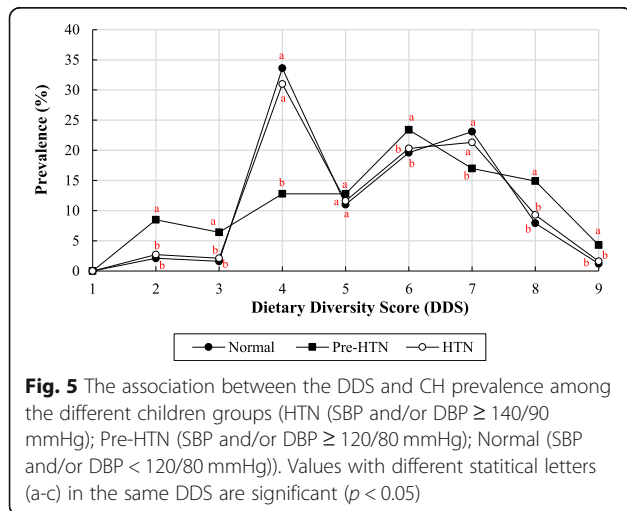 40
35
30
25
20
15
10
5
0
Prevalence (%)
a
a
a
b
b
b
a
b
a
b
a
a
a
a
b
b
a
a
b
a
b
b
a
b
b
1 2 3 4 5 6 7 8 9
Dietary Diversity Score (DDS)
Normal Pre-HTN HTN
Fig. 5 The association between the DDS and CH prevalence among
the different children groups (HTN (SBP and/or DBP ≥ 140/90
mmHg); Pre-HTN (SBP and/or DBP ≥ 120/80 mmHg); Normal (SBP
and/or DBP < 120/80 mmHg)). Values with different statitical letters
(a-c) in the same DDS are significant (p < 0.05)